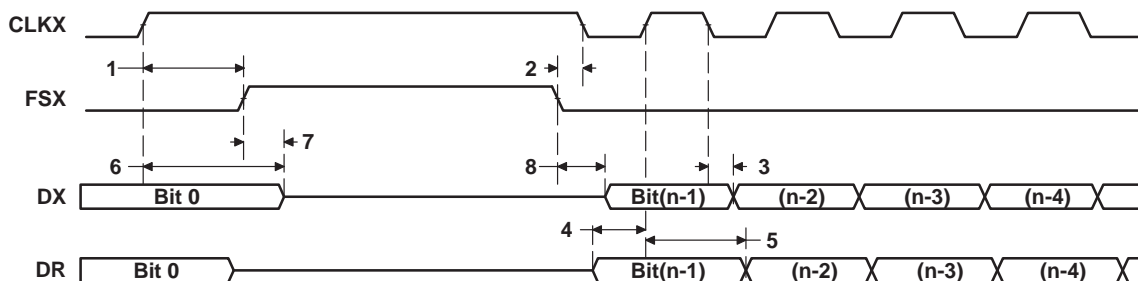 CLKX
1
2
FSX
7
6
8
3
DX
Bit 0
Bit(n-1)
(n-2)
(n-3)
(n-4)
4
5
DR
Bit 0
Bit(n-1)
(n-2)
(n-3)
(n-4)